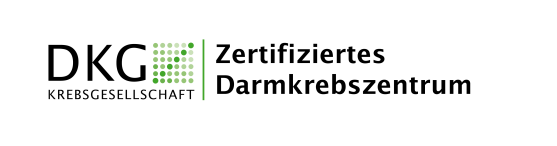 DKG
KREBSGESELLSCHAFT
Zertifiziertes
Darmkrebszentrum